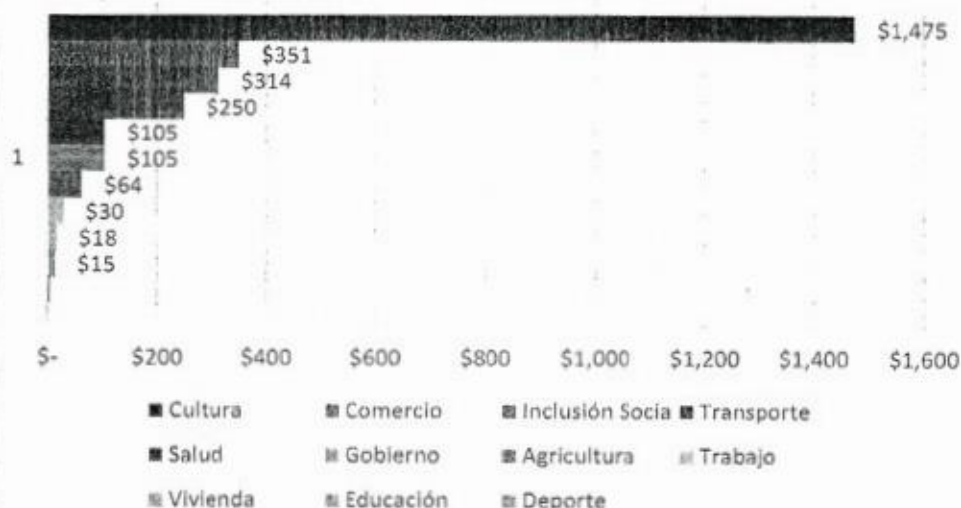 $1,475
$351
$314
$250
$105
1
$105
$64
$30
$18
$15
$- $200 $400 $600 $800 $1,000 $1,200 $1,400 $1,600
Cultura Comercio Inclusión Socia Transporte
Salud Gobierno Agricultura Trabajo
Vivienda Educación Deporte